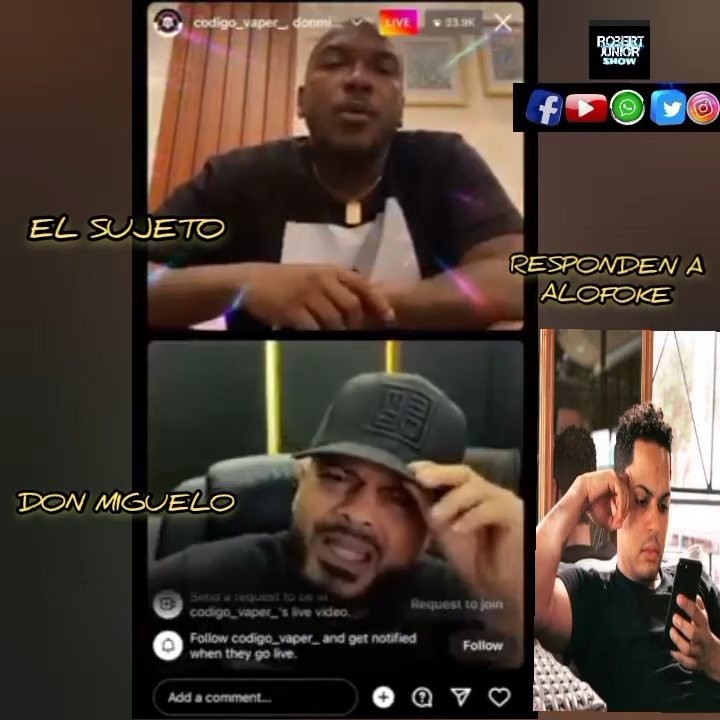 codigo_vaper_, donmi...
LIVE
33.9K
ROBERT
JUNIOR
SHOW
EL SUJETO
RESPONDEN A
ALOFOKE
DON MIGUELO
Send a request to be in
codigo_vaper_'s live video.
Request to join
Follow codigo_vaper_ and get notified
when they go live.
Follow
Add a comment...